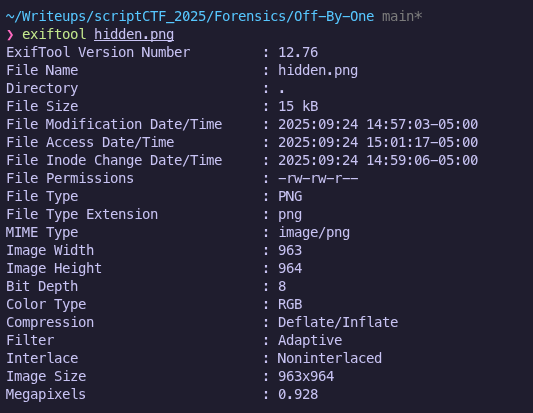 ~/Writeups/scriptCTF_2025/Forensics/Off-By-One main*
❯ exiftool hidden.png
ExifTool Version Number : 12.76
File Name : hidden.png
Directory : .
File Size : 15 kB
File Modification Date/Time : 2025:09:24 14:57:03-05:00
File Access Date/Time : 2025:09:24 15:01:17-05:00
File Inode Change Date/Time : 2025:09:24 14:59:06-05:00
File Permissions : -rw-rw-r--
File Type : PNG
File Type Extension : png
MIME Type : image/png
Image Width : 963
Image Height : 964
Bit Depth : 8
Color Type : RGB
Compression : Deflate/Inflate
Filter : Adaptive
Interlace : Noninterlaced
Image Size : 963x964
Megapixels : 0.928